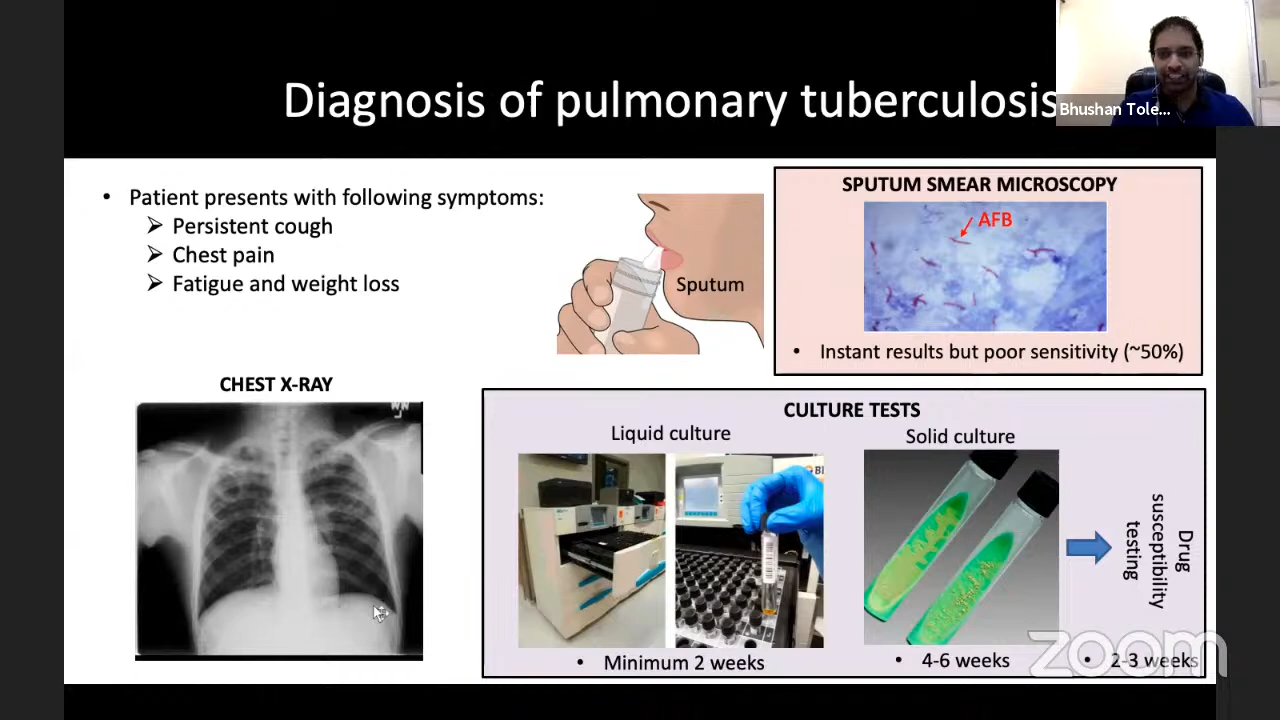 Diagnosis of pulmonary tuberculosis
Bhushan Tole...
• Patient presents with following symptoms:
➢ Persistent cough
➢ Chest pain
➢ Fatigue and weight loss
Sputum
SPUTUM SMEAR MICROSCOPY
AFB
• Instant results but poor sensitivity (~50%)
CHEST X-RAY
CULTURE TESTS
Liquid culture
Solid culture
• Minimum 2 weeks
• 4-6 weeks
Drug
susceptibility
testing
• 2-3 weeks
zoom